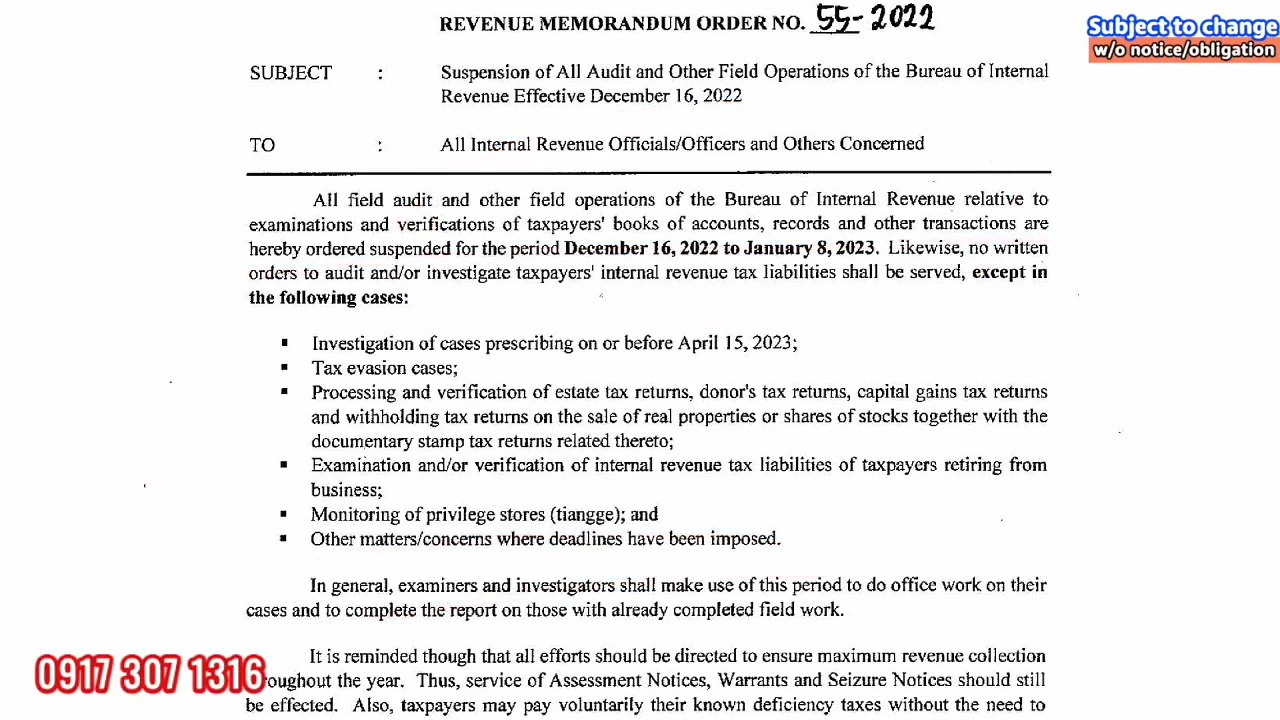 REVENUE MEMORANDUM ORDER NO. 55-2022
Subject to change
w/o notice/obligation
SUBJECT : Suspension of All Audit and Other Field Operations of the Bureau of Internal
Revenue Effective December 16, 2022
TO : All Internal Revenue Officials/Officers and Others Concerned
All field audit and other field operations of the Bureau of Internal Revenue relative to
examinations and verifications of taxpayers' books of accounts, records and other transactions are
hereby ordered suspended for the period December 16, 2022 to January 8, 2023. Likewise, no written
orders to audit and/or investigate taxpayers' internal revenue tax liabilities shall be served, except in
the following cases:
▪ Investigation of cases prescribing on or before April 15, 2023;
▪ Tax evasion cases;
▪ Processing and verification of estate tax returns, donor's tax returns, capital gains tax returns
and withholding tax returns on the sale of real properties or shares of stocks together with the
documentary stamp tax returns related thereto;
▪ Examination and/or verification of internal revenue tax liabilities of taxpayers retiring from
business;
▪ Monitoring of privilege stores (tiangge); and
▪ Other matters/concerns where deadlines have been imposed.
In general, examiners and investigators shall make use of this period to do office work on their
cases and to complete the report on those with already completed field work.
It is reminded though that all efforts should be directed to ensure maximum revenue collection
oughout the year. Thus, service of Assessment Notices, Warrants and Seizure Notices should still
be effected. Also, taxpayers may pay voluntarily their known deficiency taxes without the need to
0917 307 1316